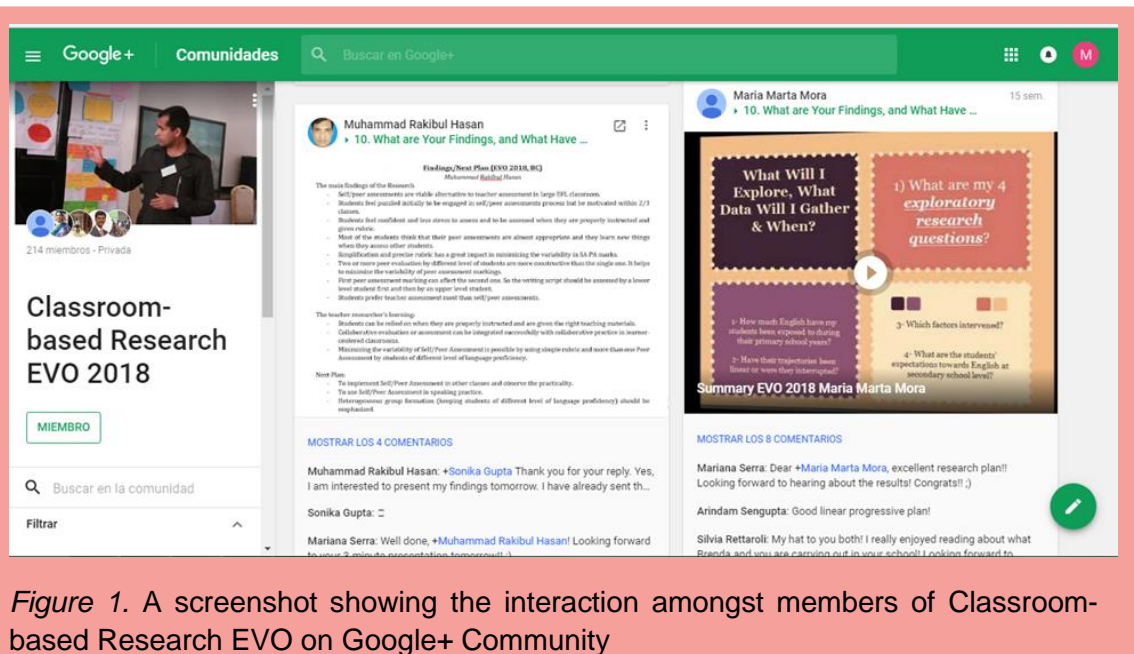 Google+ Comunidades Buscar en Google+ M
214 miembros - Privada
Classroom-
based Research
EVO 2018
MIEMBRO
Buscar en la comunidad
Filtrar
Muhammad Rakibul Hasan
10. What are Your Findings, and What Have ...
Findings/Next Plan (EVO 2018, BC)
Muhammad Rakibul Hasan
The main findings of the Research
- Self/peer assessments are viable alternative to teacher assessment in large EFL classrooms.
- Students feel puzzled initially to be engaged in self/peer assessments process but be motivated within 2/3
classes.
- Students feel confident and less stress to assess and to be assessed when they are properly instructed and
given rubric.
- Most of the students think that their peer assessments are almost appropriate and they learn new things
when they assess other students.
- Simplification and precise rubric has a great impact in minimizing the variability in SA-PA marks.
- Two or more peer evaluation by different level of students are more constructive than the single one. It helps
to minimize the variability of peer assessment markings.
- First peer assessment marking can affect the second one. So the writing script should be assessed by a lower
level student first and then by an upper level student.
- Students prefer teacher assessment most than self/peer assessments.
The teacher researcher's learning:
- Students can be relied on when they are properly instructed and are given the right teaching materials.
- Collaborative evaluation or assessment can be integrated successfully with collaborative practice in learner-
centered classrooms.
- Minimizing the variability of Self/Peer Assessment is possible by using simple rubric and more than one Peer
Assessment by students of different level of language proficiency.
Next Plan:
- To implement Self/Peer Assessment in other classes and observe the practicality.
- To use Self/Peer Assessment in speaking practice.
- Heterogeneous group formation (keeping students of different level of language proficiency) should be
emphasized.
MOSTRAR LOS 4 COMENTARIOS
Muhammad Rakibul Hasan: +Sonika Gupta Thank you for your reply. Yes,
I am interested to present my findings tomorrow. I have already sent th...
Sonika Gupta:
Mariana Serra: Well done, +Muhammad Rakibul Hasan! Looking forward
to your 3 minute presentation tomorrow!! :)
Maria Marta Mora 15 sem.
10. What are Your Findings, and What Have ...
What Will I
Explore, What
Data Will I Gather
& When?
1) What are my 4
exploratory
research
questions?
1- How much English have my
students been exposed to during
their primary school years?
2- Have their trajectories been
linear or were they interrupted?
3- Which factors intervened?
4- What are the students'
expectations towards English at
secondary school level?
Summary EVO 2018 Maria Marta Mora
MOSTRAR LOS 8 COMENTARIOS
Mariana Serra: Dear +Maria Marta Mora, excellent research plan!!
Looking forward to hearing about the results! Congrats!! ;)
Arindam Sengupta: Good linear progressive plan!
Silvia Rettaroli: My hat to you both! I really enjoyed reading about what
Brenda and you are carrying out in your school! Looking forward to
Figure 1. A screenshot showing the interaction amongst members of Classroom-
based Research EVO on Google+ Community